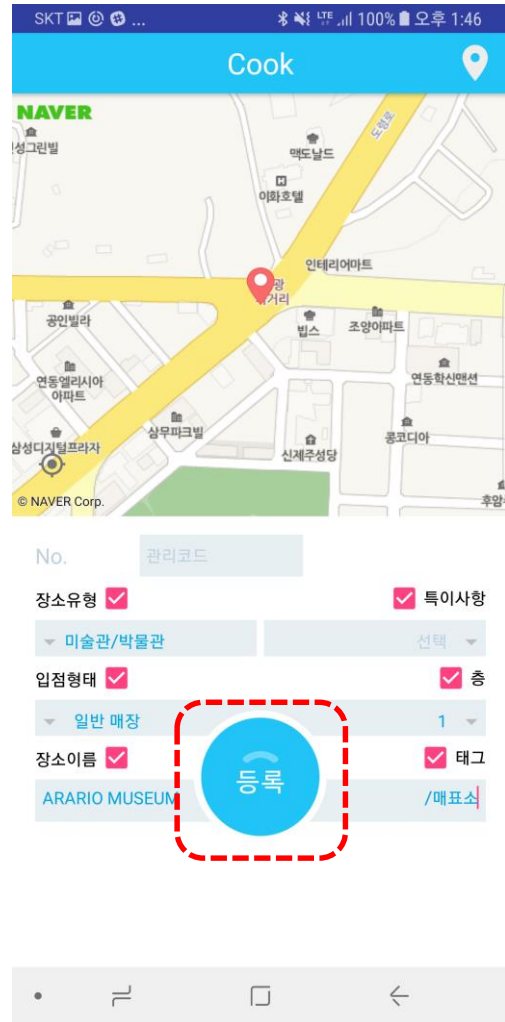 SKT ... LTE 100% 오후 1:46
Cook
NAVER
성그린빌
도령로
맥도날드
이화호텔
인테리어마트
공인빌라
빕스
조양아파트
연동엘리시아
아파트
연동학신맨션
삼무파크빌
콩코디아
삼성디지털프라자
신제주성당
© NAVER Corp.
후암
No. 관리코드
장소유형 특이사항
미술관/박물관 선택
입점형태 층
일반 매장 1
장소이름 태그
등록
ARARIO MUSEUM /매표소